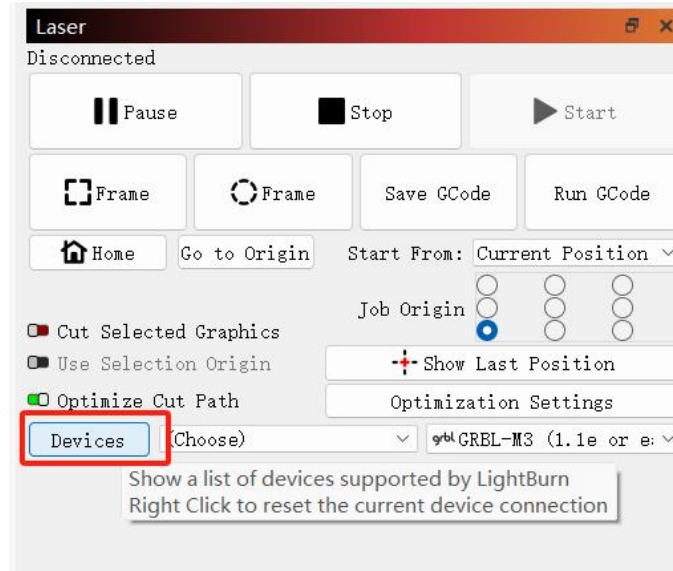 Laser
Disconnected
Pause Stop Start
Frame Frame Save GCode Run GCode
Home Go to Origin Start From: Current Position
Job Origin
Cut Selected Graphics
Use Selection Origin Show Last Position
Optimize Cut Path Optimization Settings
Devices (Choose) grbl GRBL-M3 (1.1e or e:
Show a list of devices supported by LightBurn
Right Click to reset the current device connection